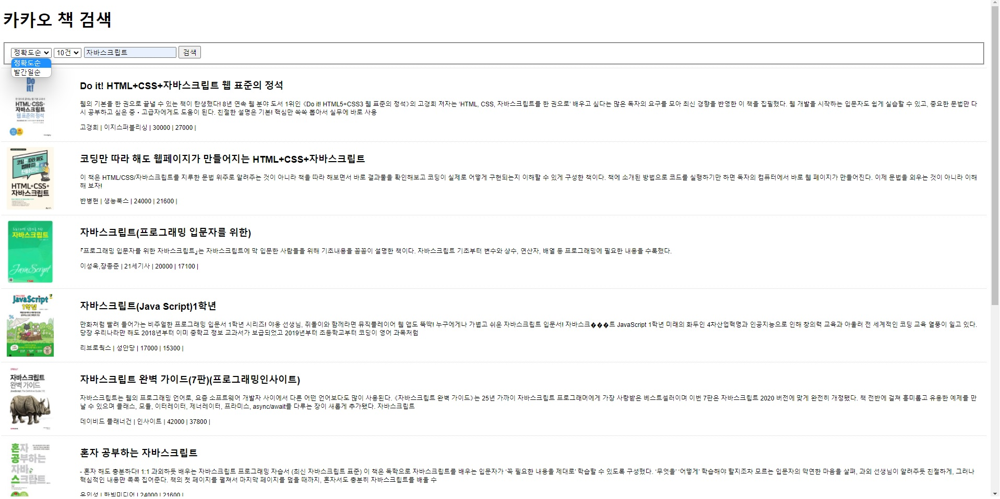 카카오 책 검색
정확도순 10건 자바스크립트 검색
정확도순
발간일순
Do it!
HTML+CSS+
자바스크립트
웹 표준의 정석
Do it! HTML+CSS+자바스크립트 웹 표준의 정석
웹의 기본을 한 권으로 끝낼 수 있는 책이 탄생했다! 8년 연속 웹 분야 도서 1위인 《Do it! HTML5+CSS3 웹 표준의 정석》의 고경희 저자는 ‘HTML, CSS, 자바스크립트를 한 권으로’ 배우고 싶다는 많은 독자의 요구를 모아 최신 경향을 반영한 이 책을 집필했다. 웹 개발을 시작하는 입문자도 쉽게 실습할 수 있고, 중요한 문법만 다
시 공부하고 싶은 중・고급자에게도 도움이 된다. 친절한 설명은 기본! 핵심만 쏙쏙 뽑아서 실무에 바로 사용
고경희 | 이지스퍼블리싱 | 30000 | 27000 |
코딩만 따라 해도
웹페이지가
만들어지는
HTML+CSS+
자바스크립트
코딩만 따라 해도 웹페이지가 만들어지는 HTML+CSS+자바스크립트
이 책은 HTML/CSS/자바스크립트를 지루한 문법 위주로 알려주는 것이 아니라 책을 따라 해보면서 바로 결과물을 확인해보고 코딩이 실제로 어떻게 구현되는지 이해할 수 있게 구성한 책이다. 책에 소개된 방법으로 코드를 실행하기만 하면 독자의 컴퓨터에서 바로 웹 페이지가 만들어진다. 이제 문법을 외우는 것이 아니라 이해
해 보자!
반병현 | 생능북스 | 24000 | 21600 |
자바스크립트
JavaScript
자바스크립트(프로그래밍 입문자를 위한)
『프로그래밍 입문자를 위한 자바스크립트』는 자바스크립트에 막 입문한 사람들을 위해 기초내용을 꼼꼼이 설명한 책이다. 자바스크립트 기초부터 변수와 상수, 연산자, 배열 등 프로그래밍에 필요한 내용을 수록했다.
이성욱,장종준 | 21세기사 | 20000 | 17100 |
JavaScript
1학년
자바스크립트(Java Script)1학년
만화처럼 빨려 들어가는 비주얼한 프로그래밍 입문서 1학년 시리즈! 야옹 선생님, 쥐돌이와 함께라면 뮤직플레이어 웹 앱도 뚝딱! 누구에게나 가볍고 쉬운 자바스크립트 입문서! 자바스크���트 JavaScript 1학년 미래의 화두인 4차산업혁명과 인공지능으로 인해 창의력 교육과 아울러 전 세계적인 코딩 교육 열풍이 일고 있다.
당장 우리나라만 해도 2018년부터 이미 중학교 정보 교과서가 보급되었고 2019년부터 초등학교부터 코딩이 영어 과목처럼
리브로웍스 | 성안당 | 17000 | 15300 |
자바스크립트
완벽 가이드
자바스크립트 완벽 가이드(7판)(프로그래밍인사이트)
자바스크립트는 웹의 프로그래밍 언어로, 요즘 소프트웨어 개발자 사이에서 다른 어떤 언어보다도 많이 사용된다. 《자바스크립트 완벽 가이드》는 25년 가까이 자바스크립트 프로그래머에게 가장 사랑받은 베스트셀러이며 이번 7판은 자바스크립트 2020 버전에 맞게 완전히 개정됐다. 책 전반에 걸쳐 흥미롭고 유용한 예제를 만
날 수 있으며 클래스, 모듈, 이터레이터, 제너레이터, 프라미스, async/await를 다루는 장이 새롭게 추가됐다. 자바스크립트
데이비드 플래너건 | 인사이트 | 42000 | 37800 |
혼자
공부하는
자바
스크립트
혼자 공부하는 자바스크립트
- 혼자 해도 충분하다! 1:1 과외하듯 배우는 자바스크립트 프로그래밍 자습서 (최신 자바스크립트 표준) 이 책은 독학으로 자바스크립트를 배우는 입문자가 ‘꼭 필요한 내용을 제대로’ 학습할 수 있도록 구성했다. ‘무엇을’ ‘어떻게’ 학습해야 할지조차 모르는 입문자의 막연한 마음을 살펴, 과외 선생님이 알려주듯 친절하게, 그러나
핵심적인 내용만 콕콕 집어준다. 책의 첫 페이지를 펼쳐서 마지막 페이지를 덮을 때까지, 혼자서도 충분히 자바스크립트를 배울 수
윤인성 | 한빛미디어 | 24000 | 21600 |